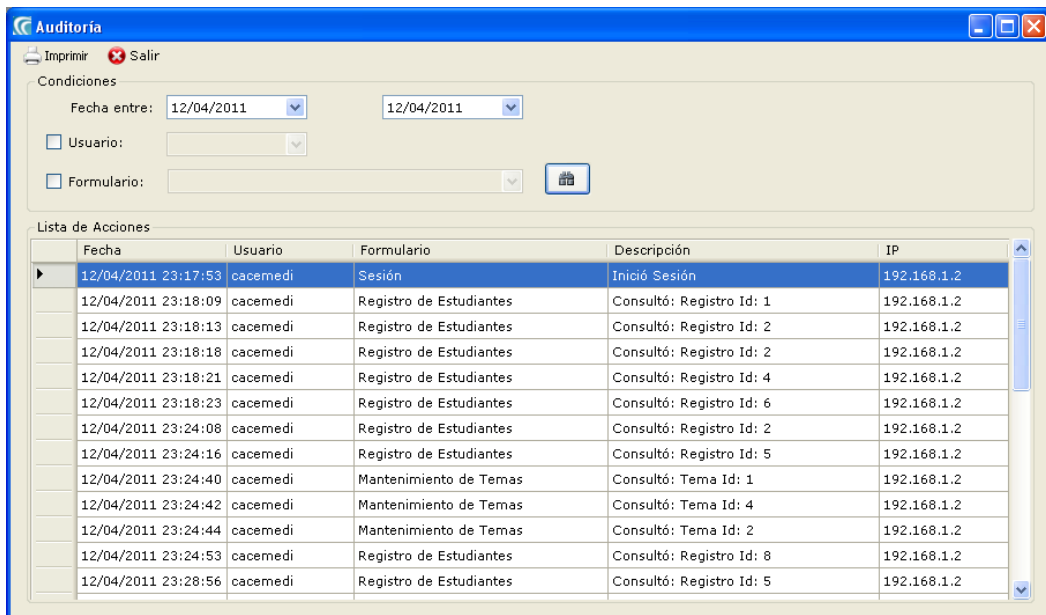 Auditoría
Imprimir Salir
Condiciones
Fecha entre: 12/04/2011 12/04/2011
Usuario:
Formulario:
Lista de Acciones
Fecha Usuario Formulario Descripción IP
12/04/2011 23:17:53 cacemedi Sesión Inició Sesión 192.168.1.2
12/04/2011 23:18:09 cacemedi Registro de Estudiantes Consultó: Registro Id: 1 192.168.1.2
12/04/2011 23:18:13 cacemedi Registro de Estudiantes Consultó: Registro Id: 2 192.168.1.2
12/04/2011 23:18:18 cacemedi Registro de Estudiantes Consultó: Registro Id: 2 192.168.1.2
12/04/2011 23:18:21 cacemedi Registro de Estudiantes Consultó: Registro Id: 4 192.168.1.2
12/04/2011 23:18:23 cacemedi Registro de Estudiantes Consultó: Registro Id: 6 192.168.1.2
12/04/2011 23:24:08 cacemedi Registro de Estudiantes Consultó: Registro Id: 2 192.168.1.2
12/04/2011 23:24:16 cacemedi Registro de Estudiantes Consultó: Registro Id: 5 192.168.1.2
12/04/2011 23:24:40 cacemedi Mantenimiento de Temas Consultó: Tema Id: 1 192.168.1.2
12/04/2011 23:24:42 cacemedi Mantenimiento de Temas Consultó: Tema Id: 4 192.168.1.2
12/04/2011 23:24:44 cacemedi Mantenimiento de Temas Consultó: Tema Id: 2 192.168.1.2
12/04/2011 23:24:53 cacemedi Registro de Estudiantes Consultó: Registro Id: 8 192.168.1.2
12/04/2011 23:28:56 cacemedi Registro de Estudiantes Consultó: Registro Id: 5 192.168.1.2